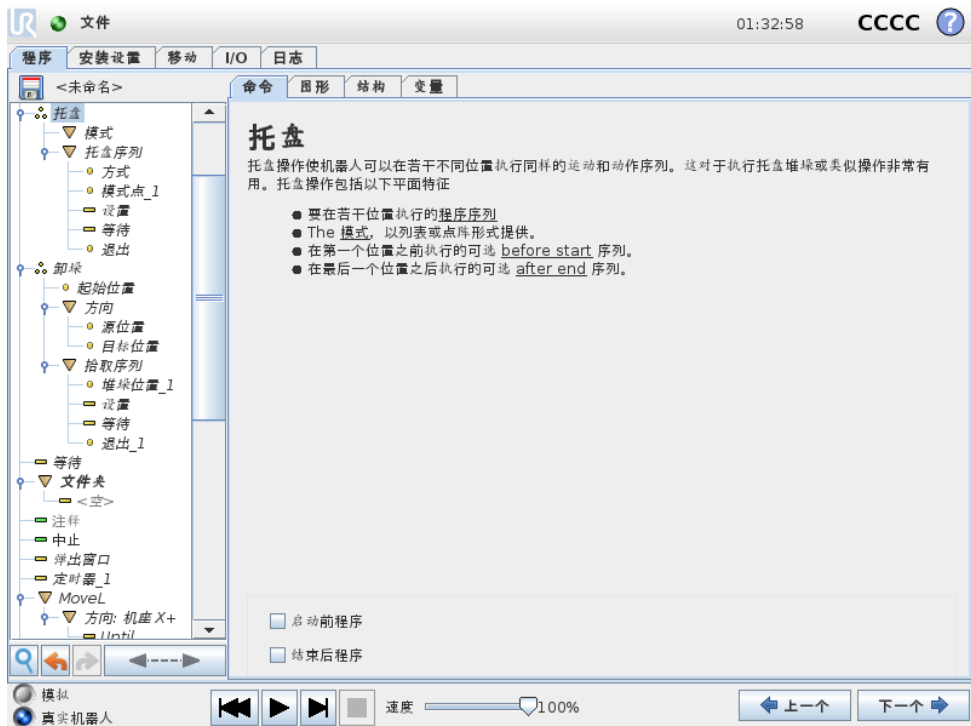 UR 文件 01:32:58 CCCC ?
程序 安装设置 移动 I/O 日志
<未命名>
命令 图形 结构 变量
托盘
模式
托盘序列
方式
模式点_1
设置
等待
退出
卸垛
起始位置
方向
源位置
目标位置
拾取序列
堆垛位置_1
设置
等待
退出_1
等待
文件夹
<空>
注释
中止
弹出窗口
定时器_1
MoveL
方向: 机座 X+
Until
托盘
托盘操作使机器人可以在若干不同位置执行同样的运动和动作序列。这对于执行托盘堆垛或类似操作非常有
用。托盘操作包括以下平面特征
● 要在若干位置执行的程序序列
● The 模式，以列表或点阵形式提供。
● 在第一个位置之前执行的可选 before start 序列。
● 在最后一个位置之后执行的可选 after end 序列。
启动前程序
结束后程序
模拟
真实机器人
速度 100%
上一个 下一个